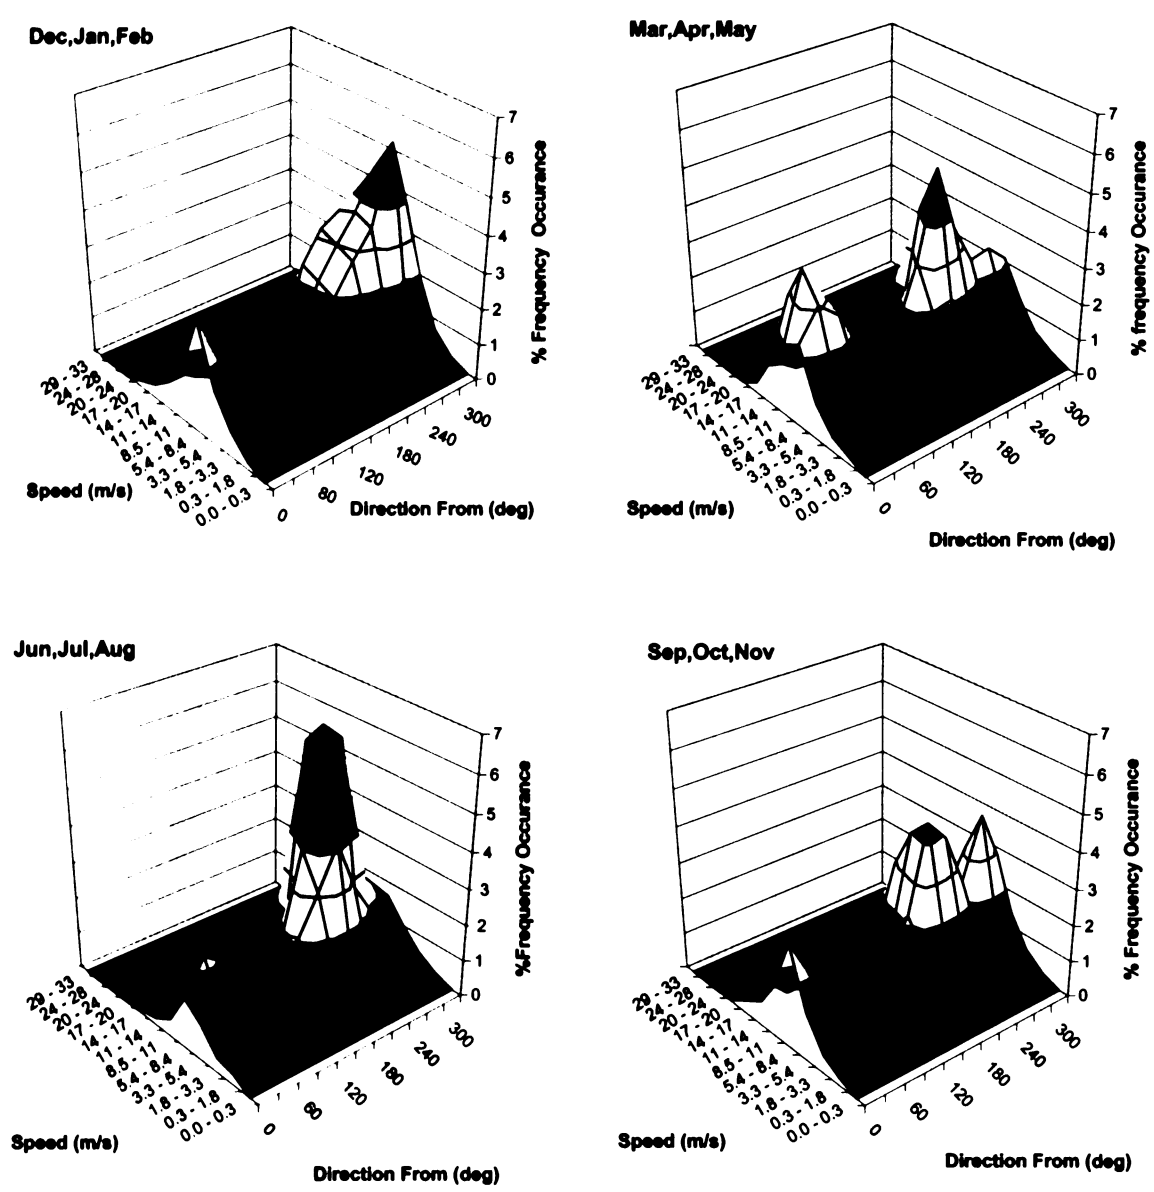 Dec,Jan,Feb
7
6
5
4
3
2
1
0
% Frequency Occurance
29 - 33
24 - 28
20 - 24
17 - 20
14 - 17
11 - 14
8.5 - 11
5.4 - 8.4
3.3 - 5.4
1.8 - 3.3
0.3 - 1.8
0.0 - 0.3
Speed (m/s)
0
80
120
180
240
300
Direction From (deg)
Mar,Apr,May
7
6
5
4
3
2
1
0
% frequency Occurance
29 - 33
24 - 28
20 - 24
17 - 20
14 - 17
11 - 14
8.5 - 11
5.4 - 8.4
3.3 - 5.4
1.8 - 3.3
0.3 - 1.8
0.0 - 0.3
Speed (m/s)
0
60
120
180
240
300
Direction From (deg)
Jun,Jul,Aug
7
6
5
4
3
2
1
0
%Frequency Occurance
29 - 33
24 - 28
20 - 24
17 - 20
14 - 17
11 - 14
8.5 - 11
5.4 - 8.4
3.3 - 5.4
1.8 - 3.3
0.3 - 1.8
0.0 - 0.3
Speed (m/s)
0
60
120
180
240
300
Direction From (deg)
Sep,Oct,Nov
7
6
5
4
3
2
1
0
% Frequency Occurance
29 - 33
24 - 28
20 - 24
17 - 20
14 - 17
11 - 14
8.5 - 11
5.4 - 8.4
3.3 - 5.4
1.8 - 3.3
0.3 - 1.8
0.0 - 0.3
Speed (m/s)
0
60
120
180
240
300
Direction From (deg)